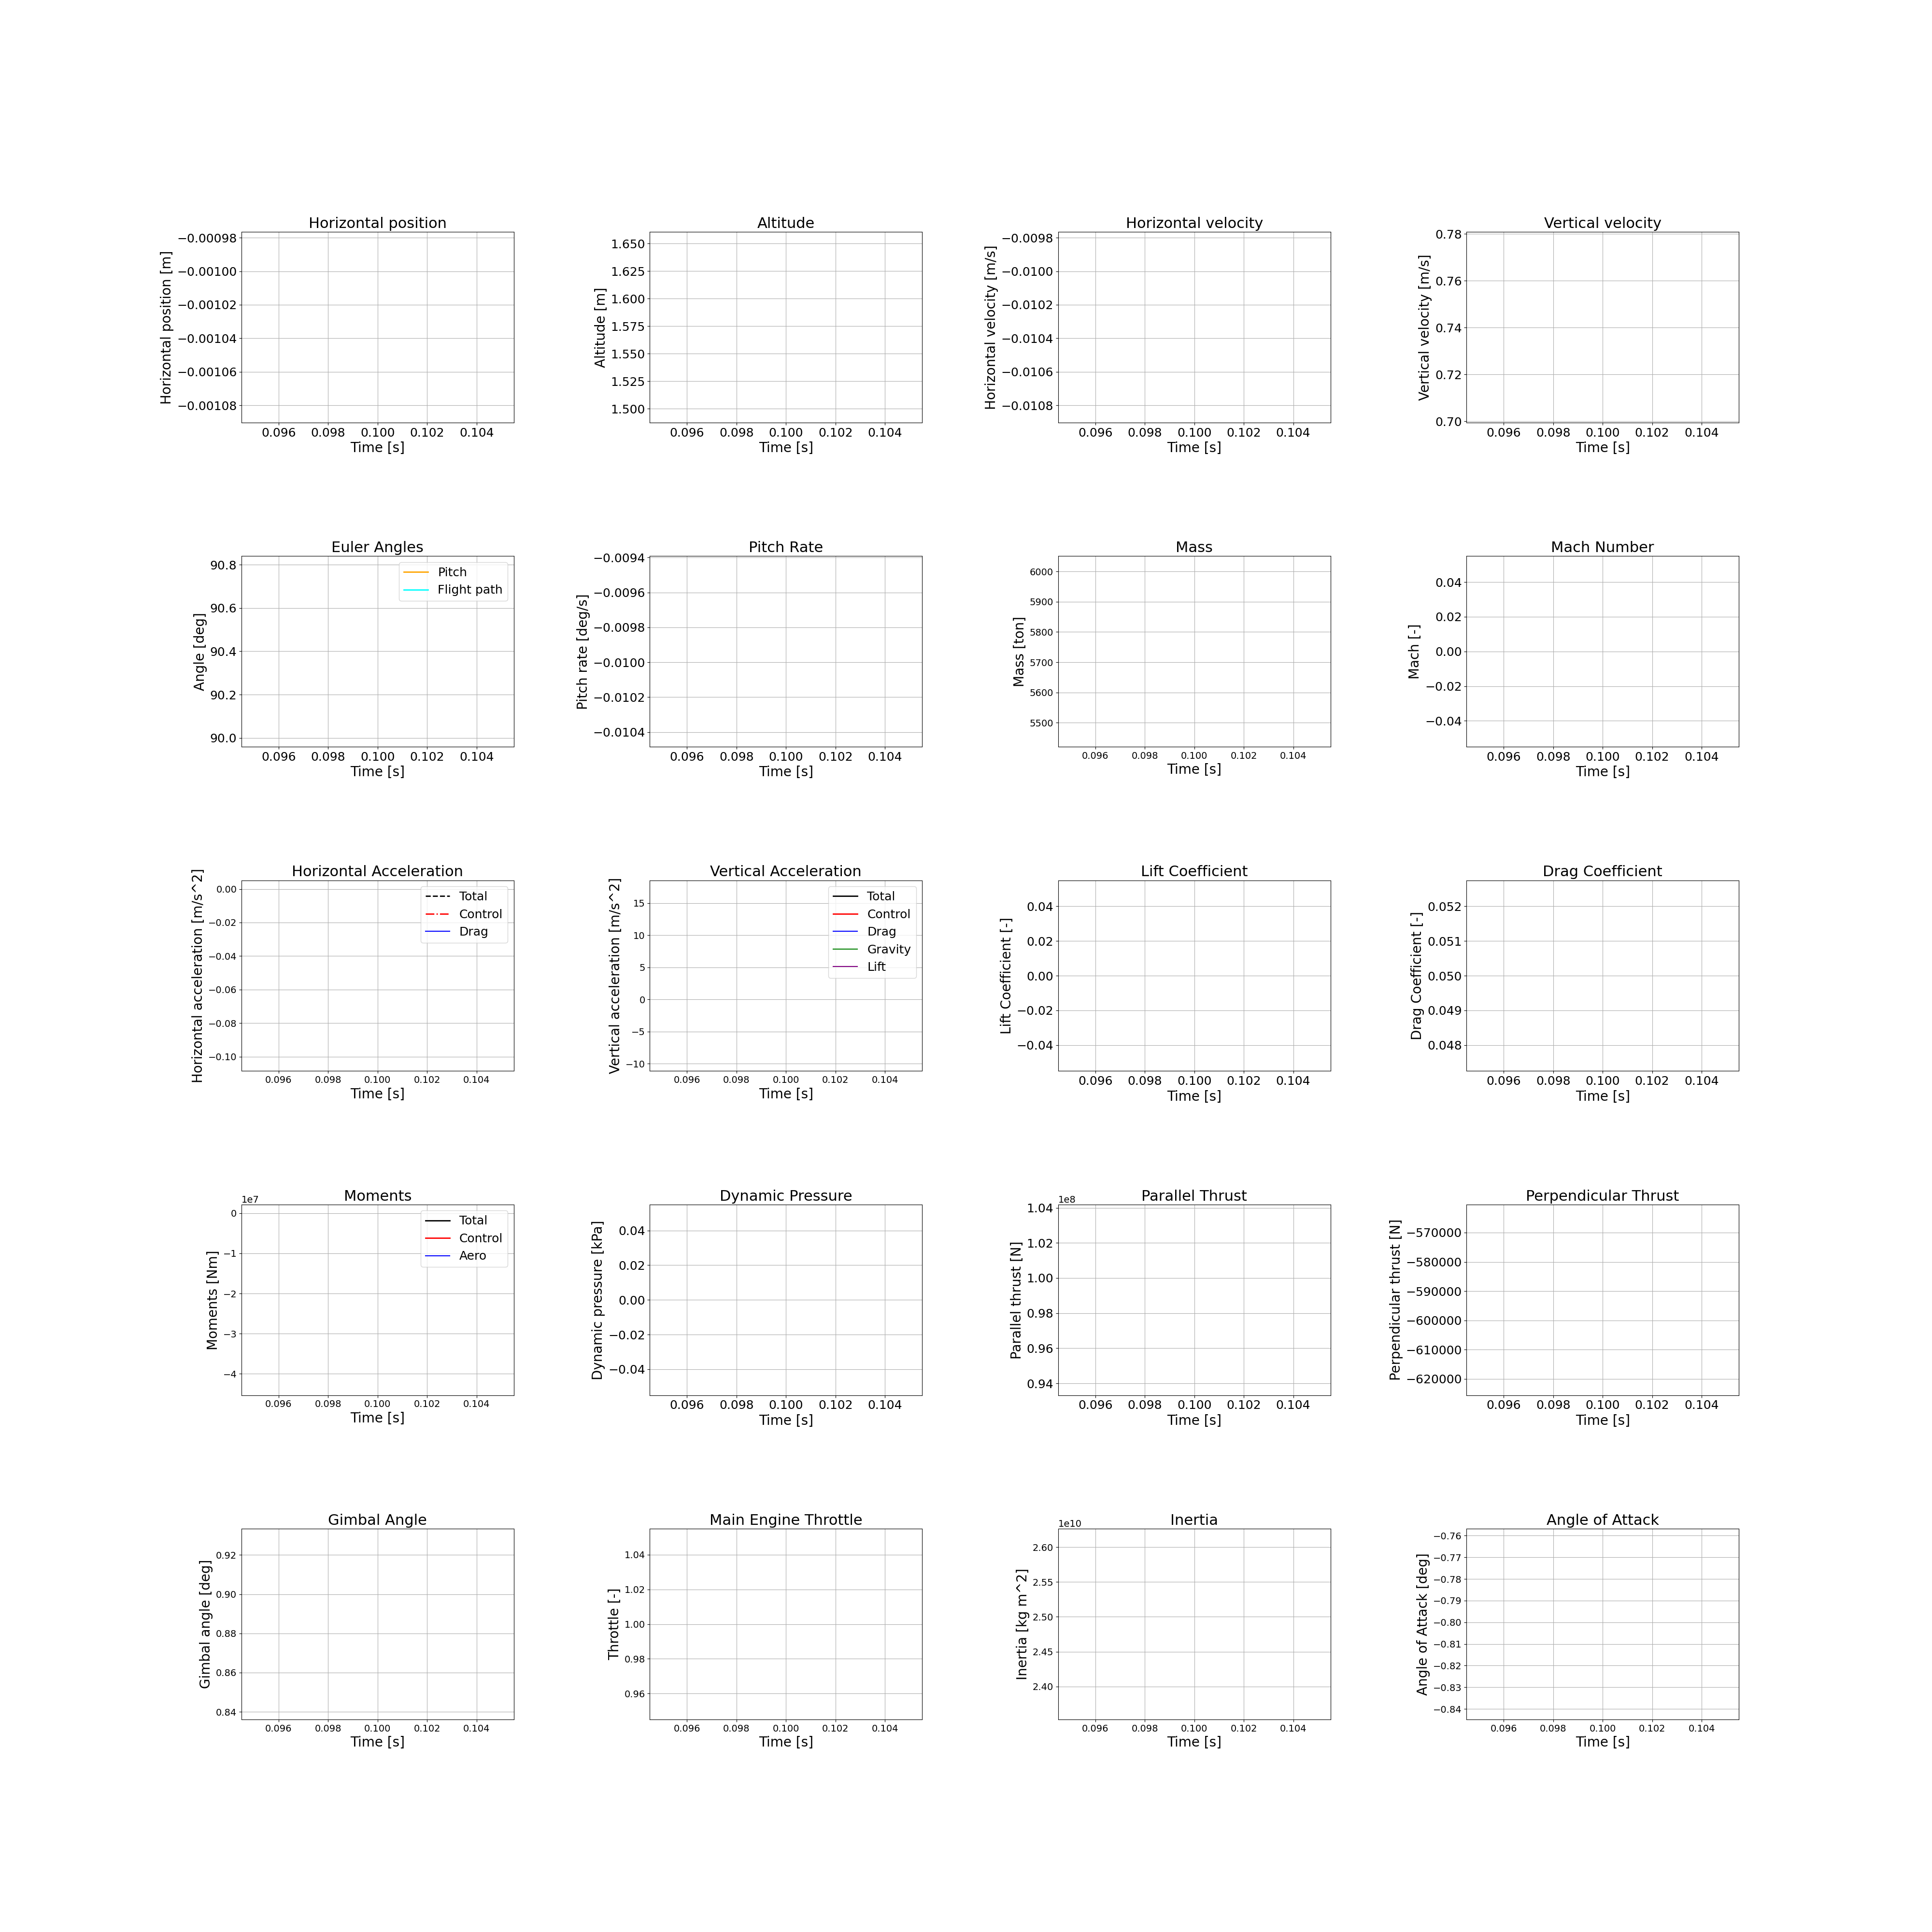 Horizontal position
Horizontal position [m]
−0.00098
−0.00100
−0.00102
−0.00104
−0.00106
−0.00108
0.096 0.098 0.100 0.102 0.104
Time [s]
Altitude
Altitude [m]
1.650
1.625
1.600
1.575
1.550
1.525
1.500
0.096 0.098 0.100 0.102 0.104
Time [s]
Horizontal velocity
Horizontal velocity [m/s]
−0.0098
−0.0100
−0.0102
−0.0104
−0.0106
−0.0108
0.096 0.098 0.100 0.102 0.104
Time [s]
Vertical velocity
Vertical velocity [m/s]
0.78
0.76
0.74
0.72
0.70
0.096 0.098 0.100 0.102 0.104
Time [s]
Euler Angles
Angle [deg]
90.8
90.6
90.4
90.2
90.0
Pitch
Flight path
0.096 0.098 0.100 0.102 0.104
Time [s]
Pitch Rate
Pitch rate [deg/s]
−0.0094
−0.0096
−0.0098
−0.0100
−0.0102
−0.0104
0.096 0.098 0.100 0.102 0.104
Time [s]
Mass
Mass [ton]
6000
5900
5800
5700
5600
5500
0.096 0.098 0.100 0.102 0.104
Time [s]
Mach Number
Mach [-]
0.04
0.02
0.00
−0.02
−0.04
0.096 0.098 0.100 0.102 0.104
Time [s]
Horizontal Acceleration
Horizontal acceleration [m/s^2]
0.00
−0.02
−0.04
−0.06
−0.08
−0.10
Total
Control
Drag
0.096 0.098 0.100 0.102 0.104
Time [s]
Vertical Acceleration
Vertical acceleration [m/s^2]
15
10
5
0
−5
−10
Total
Control
Drag
Gravity
Lift
0.096 0.098 0.100 0.102 0.104
Time [s]
Lift Coefficient
Lift Coefficient [-]
0.04
0.02
0.00
−0.02
−0.04
0.096 0.098 0.100 0.102 0.104
Time [s]
Drag Coefficient
Drag Coefficient [-]
0.052
0.051
0.050
0.049
0.048
0.096 0.098 0.100 0.102 0.104
Time [s]
Moments
1e7
Moments [Nm]
0
−1
−2
−3
−4
Total
Control
Aero
0.096 0.098 0.100 0.102 0.104
Time [s]
Dynamic Pressure
Dynamic pressure [kPa]
0.04
0.02
0.00
−0.02
−0.04
0.096 0.098 0.100 0.102 0.104
Time [s]
Parallel Thrust
1e8
Parallel thrust [N]
1.04
1.02
1.00
0.98
0.96
0.94
0.096 0.098 0.100 0.102 0.104
Time [s]
Perpendicular Thrust
Perpendicular thrust [N]
−570000
−580000
−590000
−600000
−610000
−620000
0.096 0.098 0.100 0.102 0.104
Time [s]
Gimbal Angle
Gimbal angle [deg]
0.92
0.90
0.88
0.86
0.84
0.096 0.098 0.100 0.102 0.104
Time [s]
Main Engine Throttle
Throttle [-]
1.04
1.02
1.00
0.98
0.96
0.096 0.098 0.100 0.102 0.104
Time [s]
Inertia
1e10
Inertia [kg m^2]
2.60
2.55
2.50
2.45
2.40
0.096 0.098 0.100 0.102 0.104
Time [s]
Angle of Attack
Angle of Attack [deg]
−0.76
−0.77
−0.78
−0.79
−0.80
−0.81
−0.82
−0.83
−0.84
0.096 0.098 0.100 0.102 0.104
Time [s]